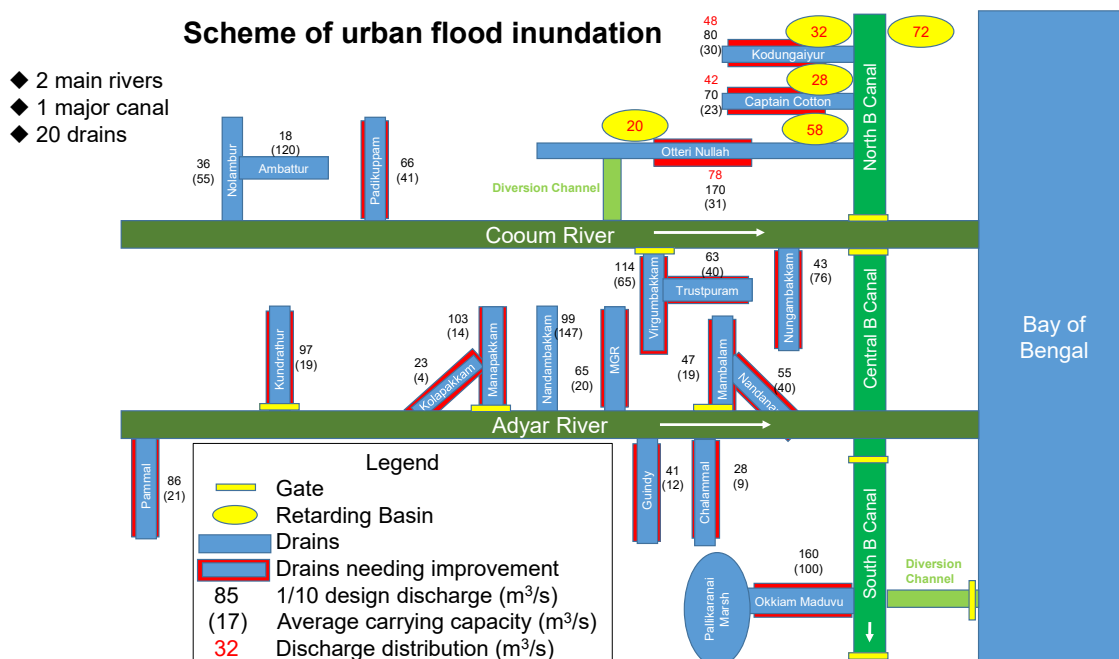 Scheme of urban flood inundation
◆ 2 main rivers
◆ 1 major canal
◆ 20 drains
48
80
(30)
Kodungaiyur
32
72
42
70
(23)
Captain Cotton
28
20
58
Otteri Nullah
78
170
(31)
North B Canal
18
(120)
Ambattur
36
(55)
Nolambur
Padikuppam
66
(41)
Diversion Channel
Cooum River
114
(65)
Virgumbakkam
63
(40)
Trustpuram
Nungambakkam
43
(76)
Central B Canal
Bay of
Bengal
Kundrathur
97
(19)
23
(4)
Kolapakkam
103
(14)
Manapakkam
Nandambakkam
99
(147)
65
(20)
MGR
47
(19)
Mambalam
55
(40)
Adyar River
Pammal
86
(21)
Guindy
41
(12)
Chalammal
28
(9)
South B Canal
160
(100)
Okkiam Maduvu
Pallikaranai
Marsh
Diversion
Channel
Legend
Gate
Retarding Basin
Drains
Drains needing improvement
85 1/10 design discharge (m³/s)
(17) Average carrying capacity (m³/s)
32 Discharge distribution (m³/s)